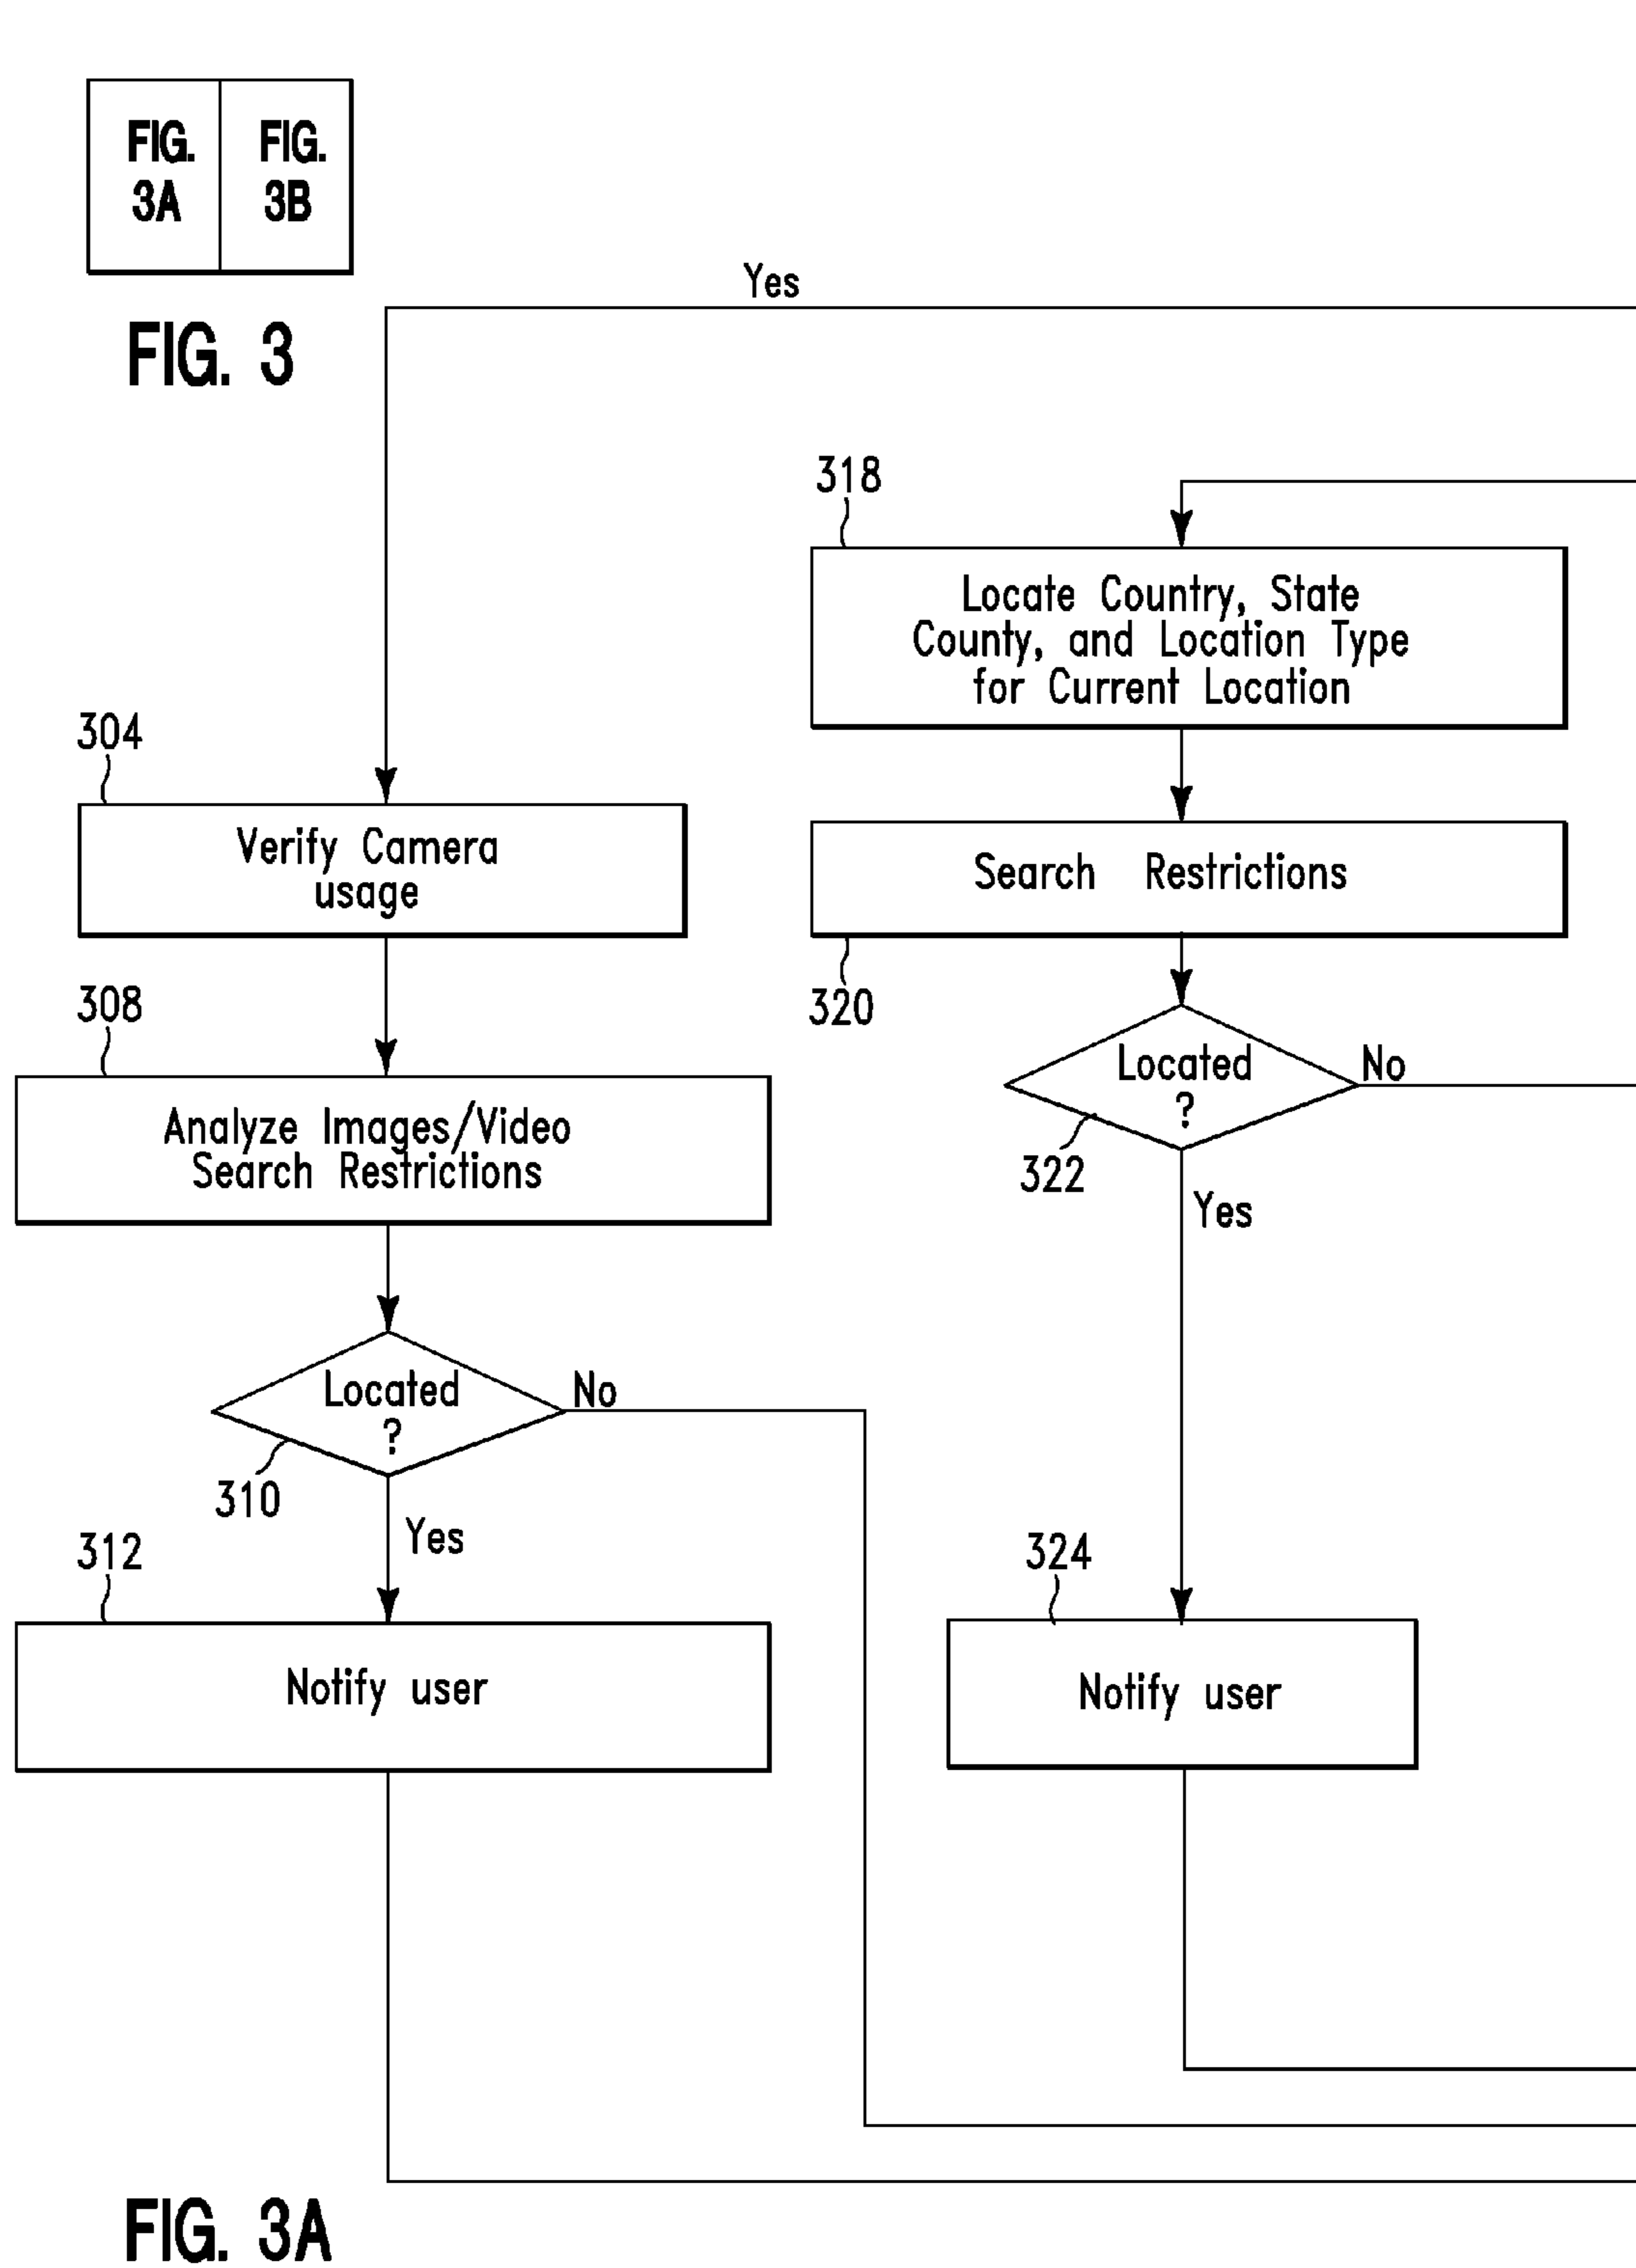 FIG.
3A
FIG.
3B
FIG. 3
Yes
318
Locate Country, State
County, and Location Type
for Current Location
304
Verify Camera
usage
Search Restrictions
320
308
Analyze Images/Video
Search Restrictions
Located
?
No
322
Yes
Located
?
No
310
Yes
312
Notify user
324
Notify user
FIG. 3A